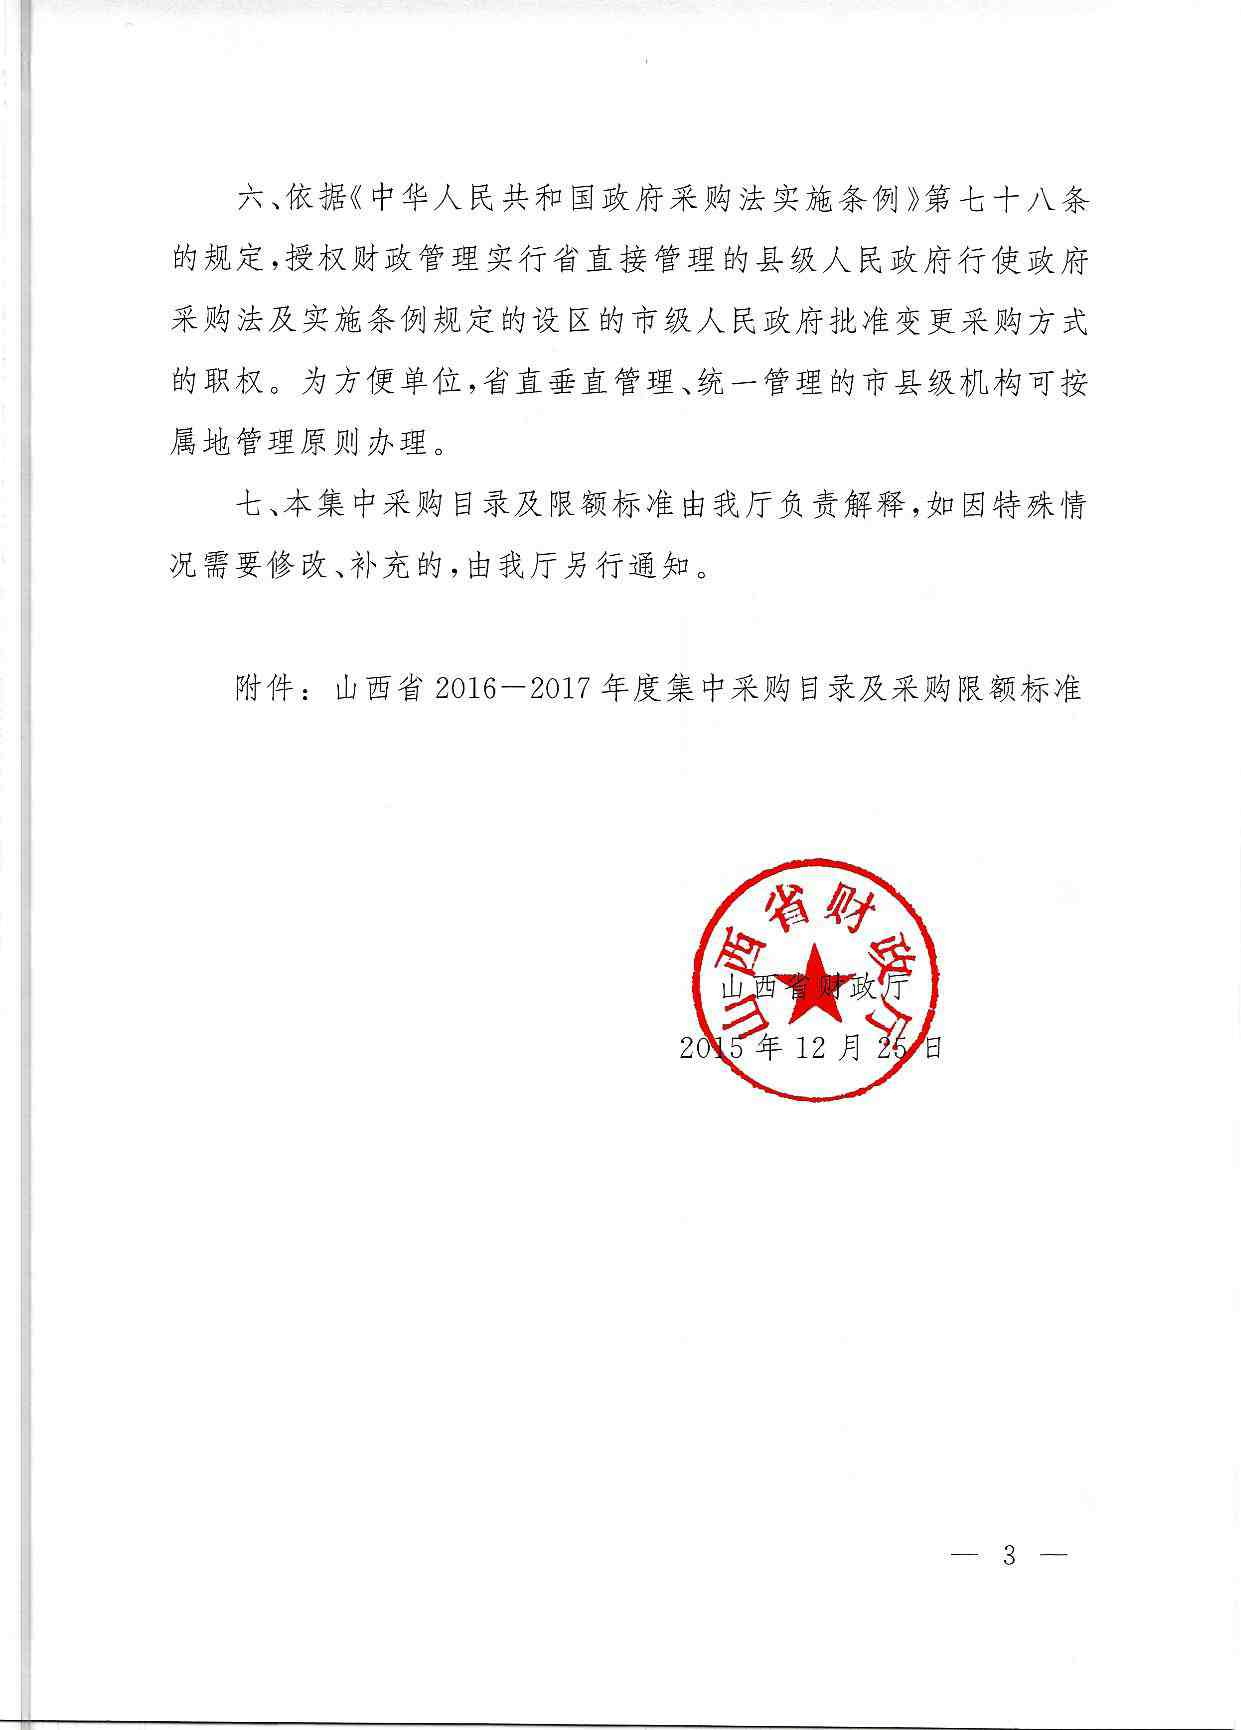 六、依据《中华人民共和国政府采购法实施条例》第七十八条
的规定,授权财政管理实行省直接管理的县级人民政府行使政府
采购法及实施条例规定的设区的市级人民政府批准变更采购方式
的职权。为方便单位,省直垂直管理、统一管理的市县级机构可按
属地管理原则办理。
七、本集中采购目录及限额标准由我厅负责解释,如因特殊情
况需要修改、补充的,由我厅另行通知。
附件：山西省2016－2017年度集中采购目录及采购限额标准
山西省财政厅
山西省财政厅
2015年12月25日
— 3 —